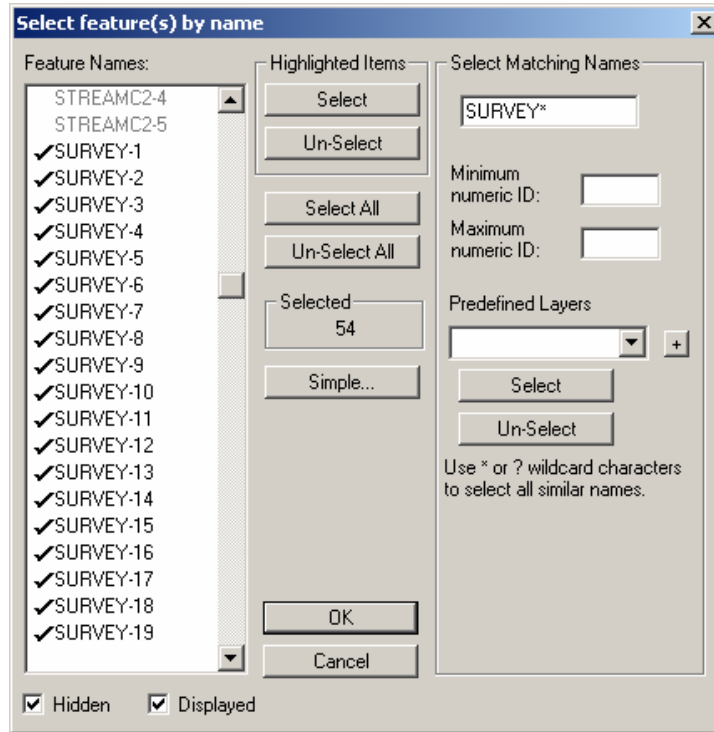 Select feature(s) by name
Feature Names:
STREAMC2-4
STREAMC2-5
SURVEY-1
SURVEY-2
SURVEY-3
SURVEY-4
SURVEY-5
SURVEY-6
SURVEY-7
SURVEY-8
SURVEY-9
SURVEY-10
SURVEY-11
SURVEY-12
SURVEY-13
SURVEY-14
SURVEY-15
SURVEY-16
SURVEY-17
SURVEY-18
SURVEY-19
Hidden
Displayed
Highlighted Items
Select
Un-Select
Select All
Un-Select All
Selected
54
Simple...
OK
Cancel
Select Matching Names
SURVEY*
Minimum
numeric ID:
Maximum
numeric ID:
Predefined Layers
+
Select
Un-Select
Use * or ? wildcard characters
to select all similar names.